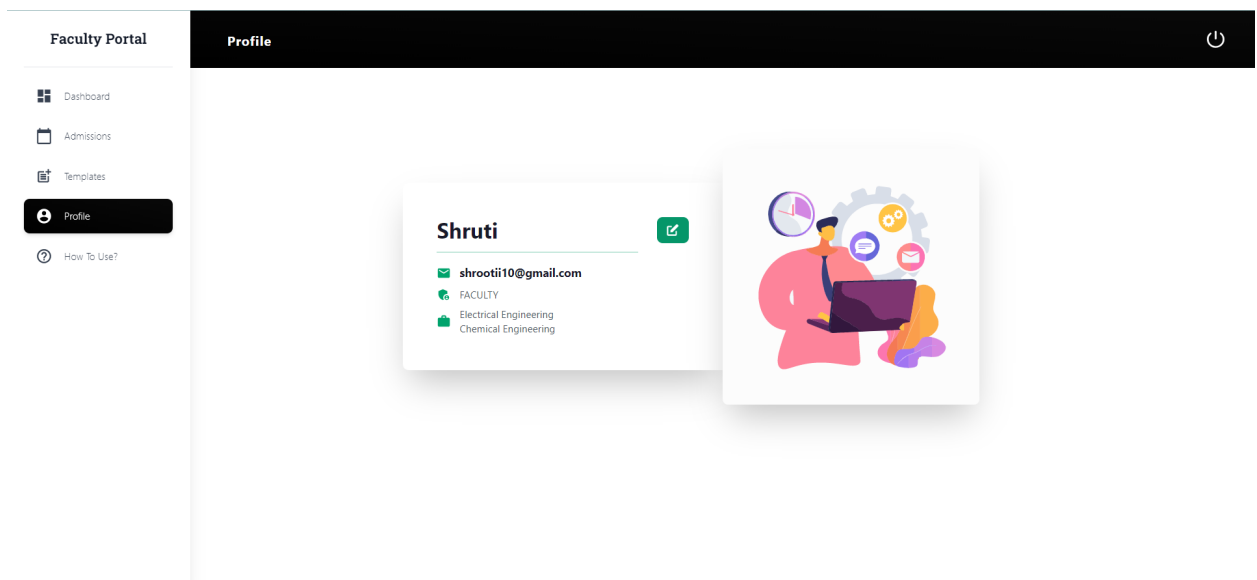 Faculty Portal
Profile
Dashboard
Admissions
Templates
Profile
How To Use?
Shruti
shrootii10@gmail.com
FACULTY
Electrical Engineering
Chemical Engineering